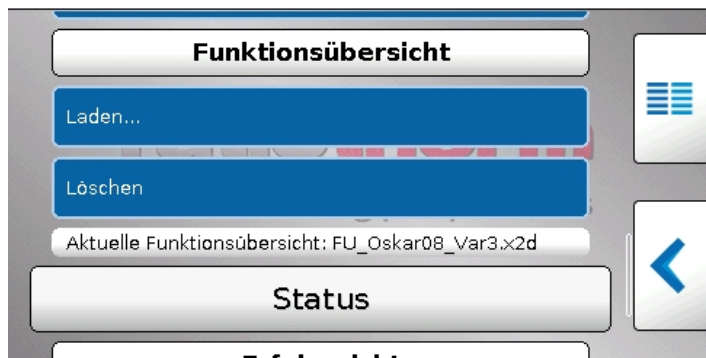 Funktionsübersicht
Laden...
Löschen
Aktuelle Funktionsübersicht: FU_Oskar08_Var3.x2d
Status